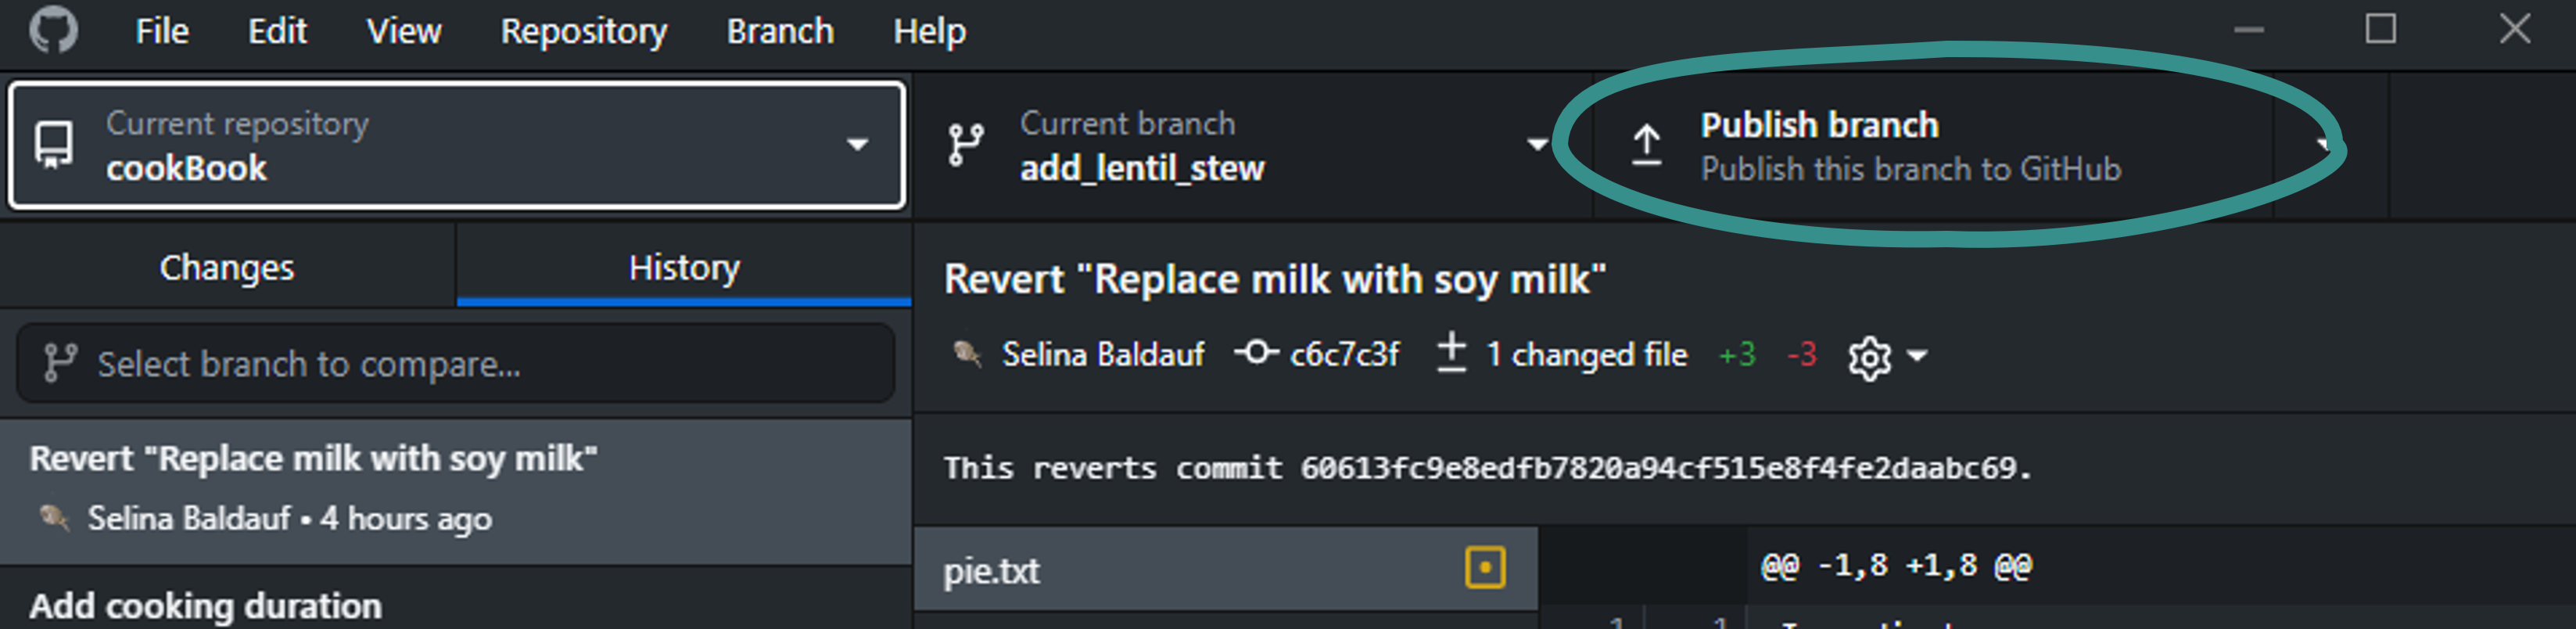 File Edit View Repository Branch Help
Current repository
cookBook
Current branch
add_lentil_stew
Publish branch
Publish this branch to GitHub
Changes
History
Select branch to compare...
Revert "Replace milk with soy milk"
Selina Baldauf • 4 hours ago
Add cooking duration
Revert "Replace milk with soy milk"
Selina Baldauf c6c7c3f 1 changed file +3 -3
This reverts commit 60613fc9e8edfb7820a94cf515e8f4fe2daabc69.
pie.txt
@@ -1,8 +1,8 @@
1 1